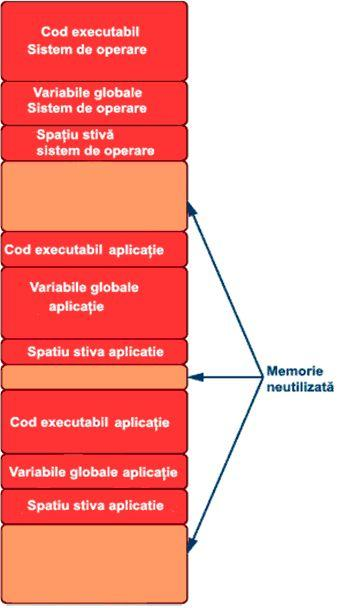 Cod executabil
Sistem de operare
Variabile globale
Sistem de operare
Spațiu stivă
sistem de operare
Cod executabil aplicație
Variabile globale
aplicație
Spatiu stiva aplicatie
Memorie
neutilizată
Cod executabil aplicație
Variabile globale aplicație
Spatiu stiva aplicatie